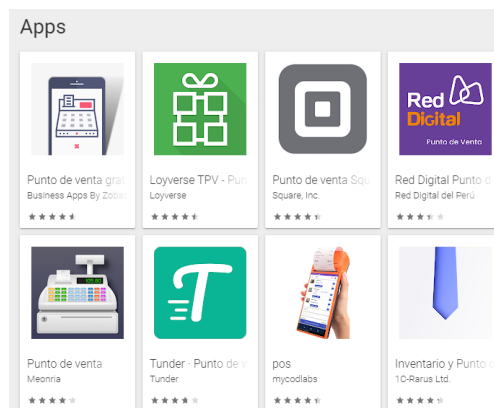 Apps
Red
Digital
Punto de Venta
Punto de venta grat
Business Apps By Zobaz
Loyverse TPV - Pun
Loyverse
Punto de venta Squ
Square, Inc.
Red Digital Punto d
Red Digital del Perú
T
Punto de venta
Meonria
Tunder · Punto de v
Tunder
pos
mycodlabs
Inventario y Punto c
1C-Rarus Ltd.